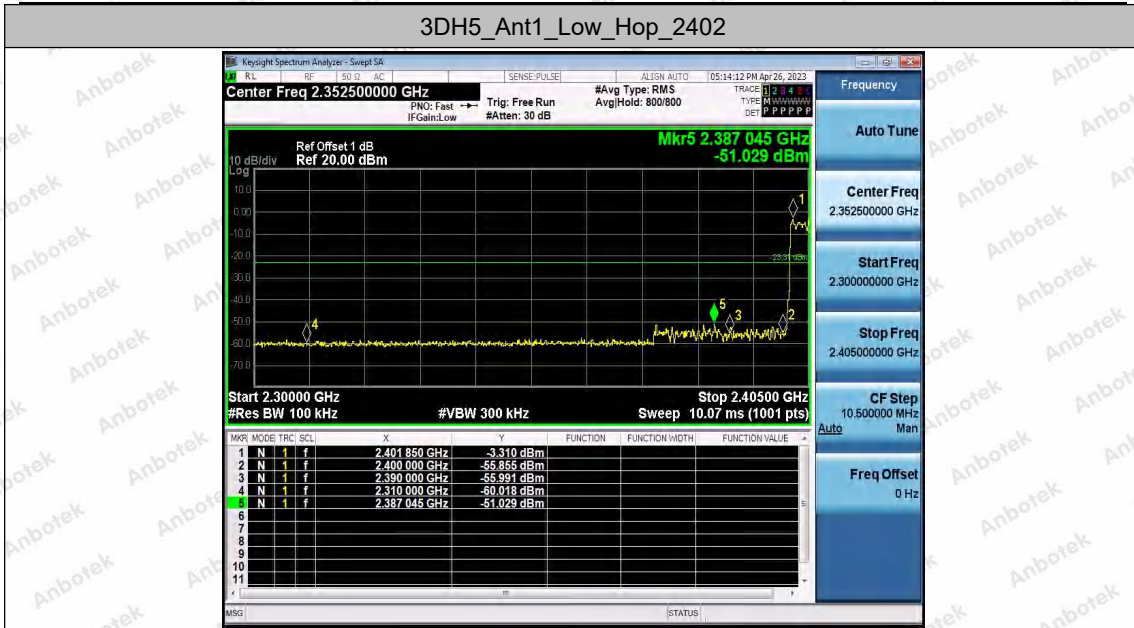 3DH5_Ant1_Low_Hop_2402
Keysight Spectrum Analyzer - Swept SA
RL RF 50 Ω AC SENSE:PULSE ALIGN AUTO 05:14:12 PM Apr 26, 2023
Center Freq 2.352500000 GHz
PNO: Fast
IFGain:Low
Trig: Free Run
#Atten: 30 dB
#Avg Type: RMS
Avg|Hold: 800/800
TRACE 1 2 3 4 5 6
TYPE M WWWWW
DET P P P P P P
Mkr5 2.387 045 GHz
-51.029 dBm
Ref Offset 1 dB
10 dB/div Ref 20.00 dBm
Log
10.0
0.00
-10.0
-20.0
-30.0
-40.0
-50.0
-60.0
-70.0
-23.31 dBm
1
2
3
4
5
Start 2.30000 GHz Stop 2.40500 GHz
#Res BW 100 kHz #VBW 300 kHz Sweep 10.07 ms (1001 pts)
MKR MODE TRC SCL X Y FUNCTION FUNCTION WIDTH FUNCTION VALUE
1 N 1 f 2.401 850 GHz -3.310 dBm
2 N 1 f 2.400 000 GHz -55.855 dBm
3 N 1 f 2.390 000 GHz -55.991 dBm
4 N 1 f 2.310 000 GHz -60.018 dBm
5 N 1 f 2.387 045 GHz -51.029 dBm
6
7
8
9
10
11
MSG STATUS
Frequency
Auto Tune
Center Freq
2.352500000 GHz
Start Freq
2.300000000 GHz
Stop Freq
2.405000000 GHz
CF Step
10.500000 MHz
Auto Man
Freq Offset
0 Hz
Anbotek